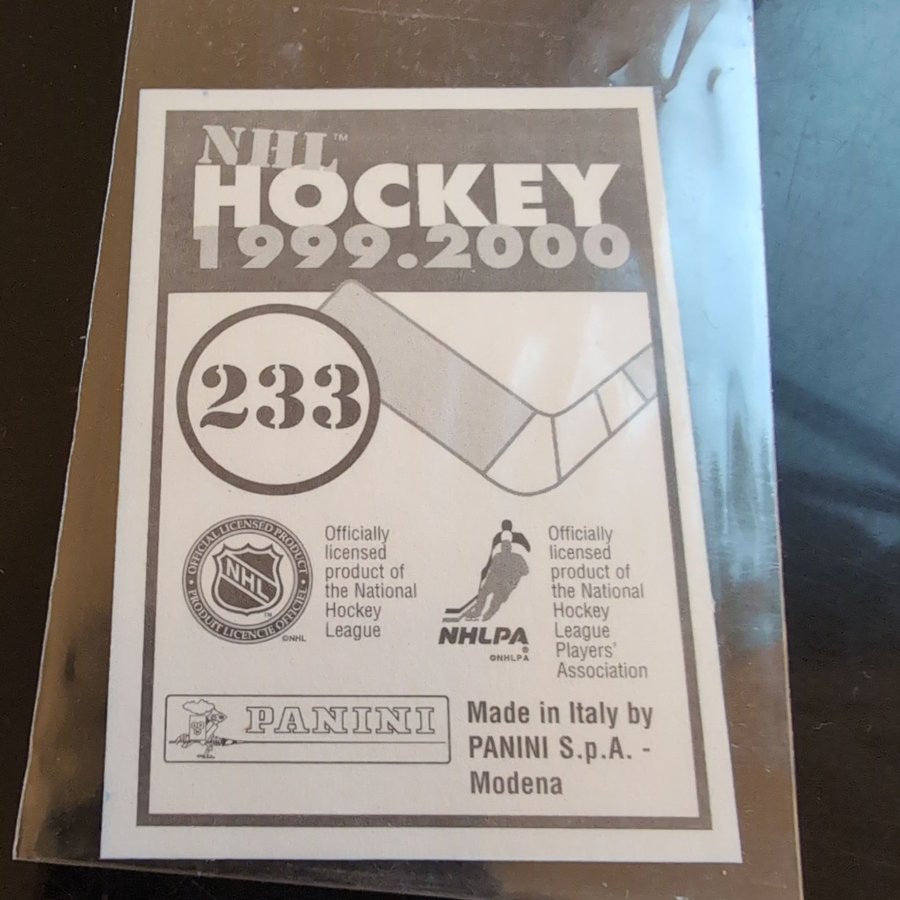 NHL™
HOCKEY
1999.2000
233
• OFFICIAL LICENSED PRODUCT •
NHL
™
PRODUIT LICENCIE OFFICIEL
©NHL
Officially
licensed
product of
the National
Hockey
League
NHLPA
®
©NHLPA
Officially
licensed
product of
the National
Hockey
League
Players'
Association
PANINI
Made in Italy by
PANINI S.p.A. -
Modena